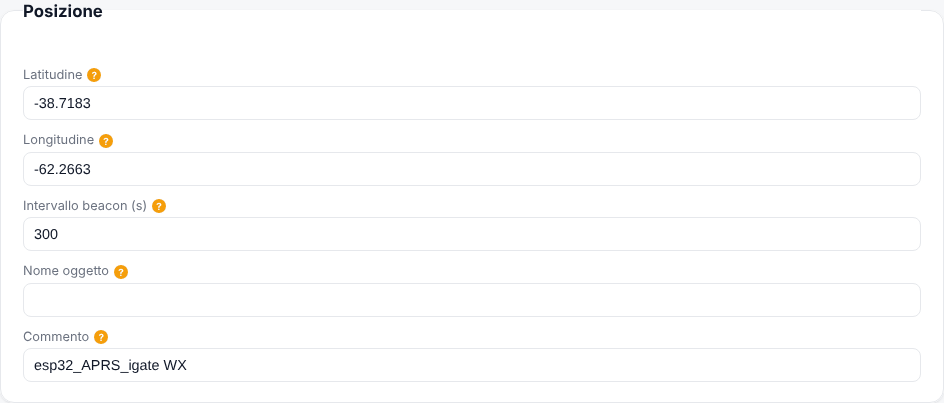 Posizione
Latitudine ?
-38.7183
Longitudine ?
-62.2663
Intervallo beacon (s) ?
300
Nome oggetto ?
Commento ?
esp32_APRS_igate WX